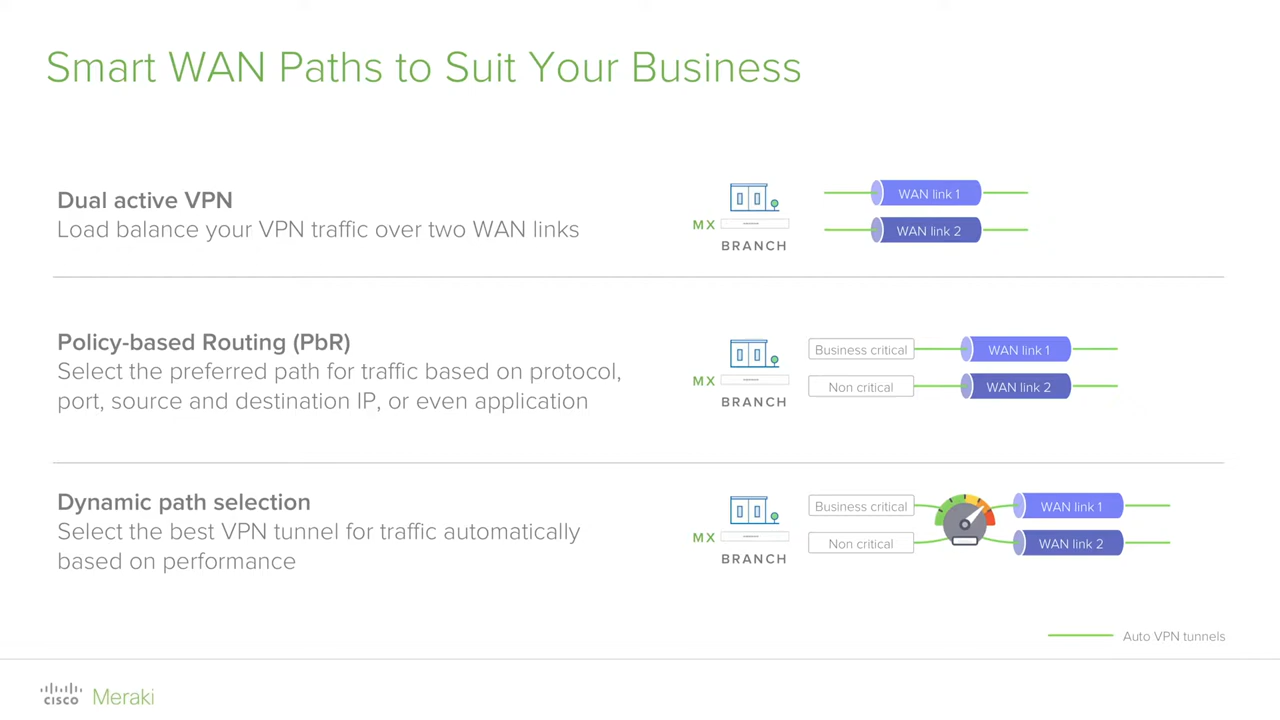 Smart WAN Paths to Suit Your Business
Dual active VPN
Load balance your VPN traffic over two WAN links
MX
BRANCH
WAN link 1
WAN link 2
Policy-based Routing (PbR)
Select the preferred path for traffic based on protocol,
port, source and destination IP, or even application
MX
BRANCH
Business critical
WAN link 1
Non critical
WAN link 2
Dynamic path selection
Select the best VPN tunnel for traffic automatically
based on performance
MX
BRANCH
Business critical
WAN link 1
Non critical
WAN link 2
Auto VPN tunnels
CISCO Meraki